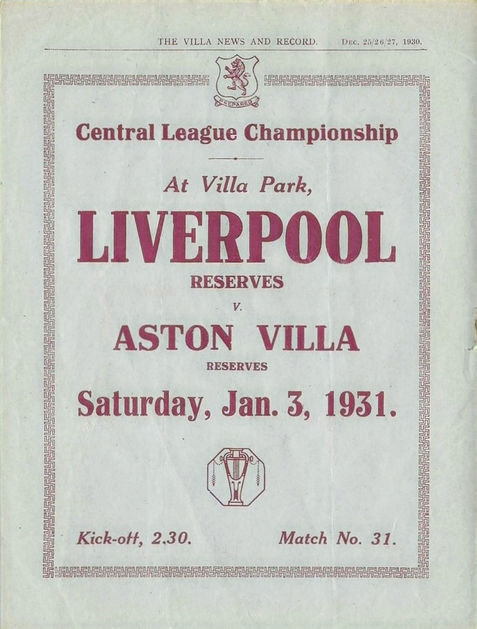 THE VILLA NEWS AND RECORD. DEC. 25/26/27, 1930.
PREPARED
Central League Championship
At Villa Park,
LIVERPOOL
RESERVES
v.
ASTON VILLA
RESERVES
Saturday, Jan. 3, 1931.
Kick-off, 2.30. Match No. 31.